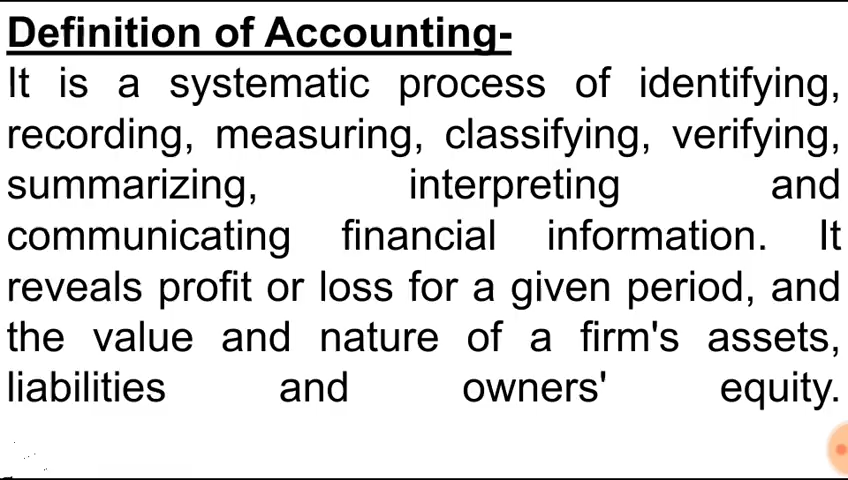 Definition of Accounting-
It is a systematic process of identifying,
recording, measuring, classifying, verifying,
summarizing, interpreting and
communicating financial information. It
reveals profit or loss for a given period, and
the value and nature of a firm's assets,
liabilities and owners' equity.